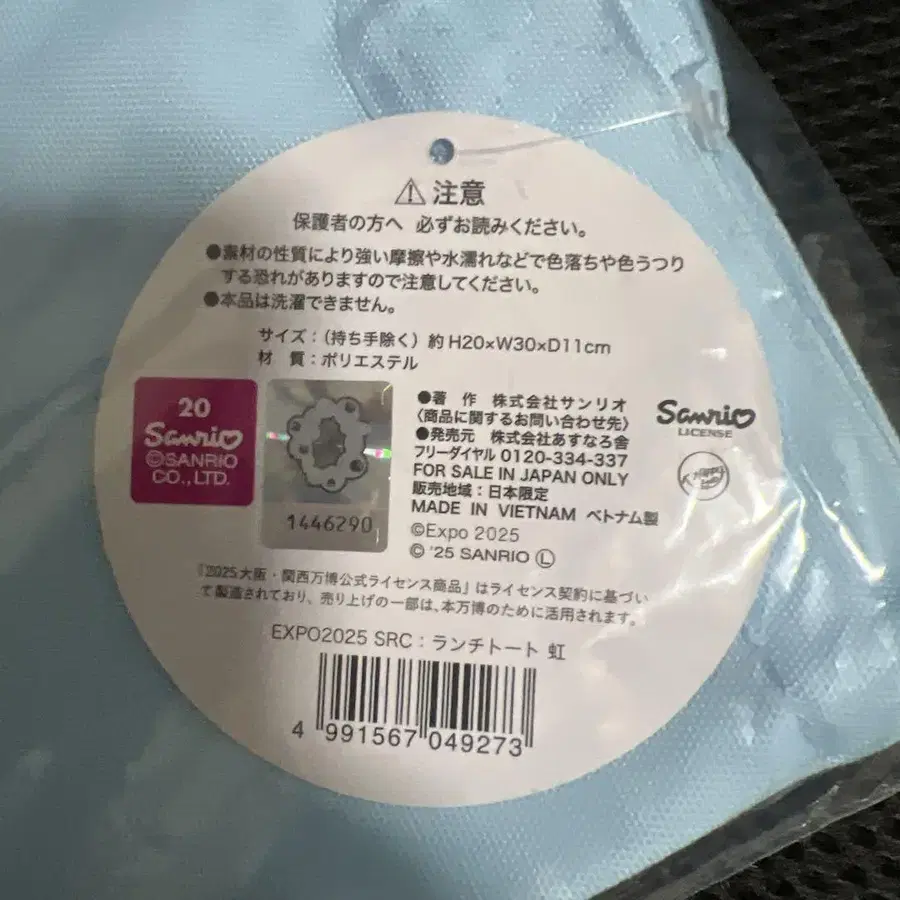 ⚠注意
保護者の方へ 必ずお読みください。
●素材の性質により強い摩擦や水濡れなどで色落ちや色うつり
する恐れがありますので注意してください。
●本品は洗濯できません。
サイズ:(持ち手除く)約H20×W30×D11cm
材 質:ポリエステル
20
Sanrio
©SANRIO
CO., LTD.
1446290
●著 作 株式会社サンリオ
〈商品に関するお問い合わせ先〉
●発売元 株式会社あすなろ舎
フリーダイヤル 0120-334-337
FOR SALE IN JAPAN ONLY
販売地域:日本限定
MADE IN VIETNAM ベトナム製
©Expo 2025
© '25 SANRIO Ⓛ
Sanrio
LICENSE
『2025大阪・関西万博公式ライセンス商品』はライセンス契約に基づい
て製造されており、売り上げの一部は、本万博のために活用されます。
EXPO2025 SRC:ランチトート 虹
4 991567 049273